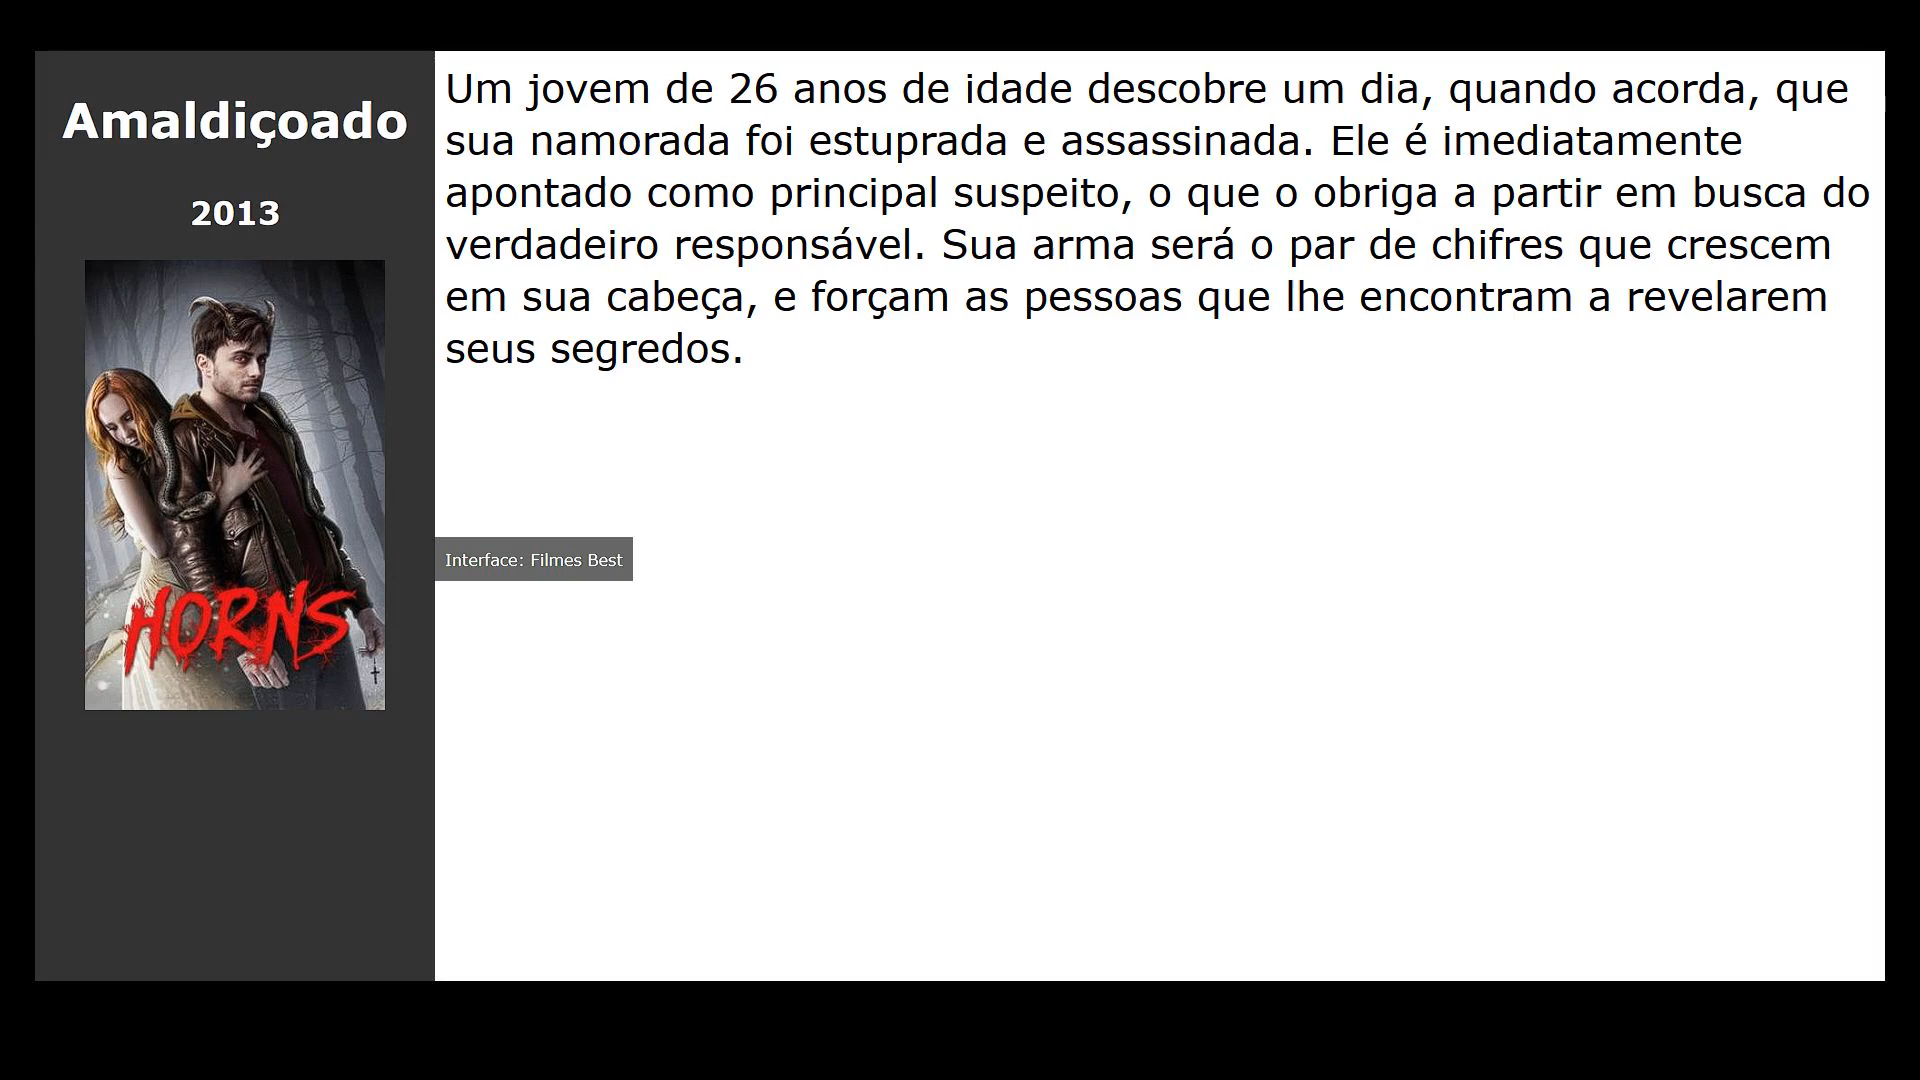 Amaldiçoado
2013
HORNS
Um jovem de 26 anos de idade descobre um dia, quando acorda, que
sua namorada foi estuprada e assassinada. Ele é imediatamente
apontado como principal suspeito, o que o obriga a partir em busca do
verdadeiro responsável. Sua arma será o par de chifres que crescem
em sua cabeça, e forçam as pessoas que lhe encontram a revelarem
seus segredos.
Interface: Filmes Best